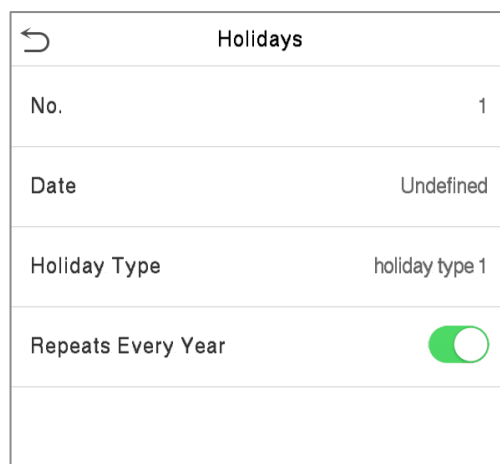 Holidays
No. 1
Date Undefined
Holiday Type holiday type 1
Repeats Every Year